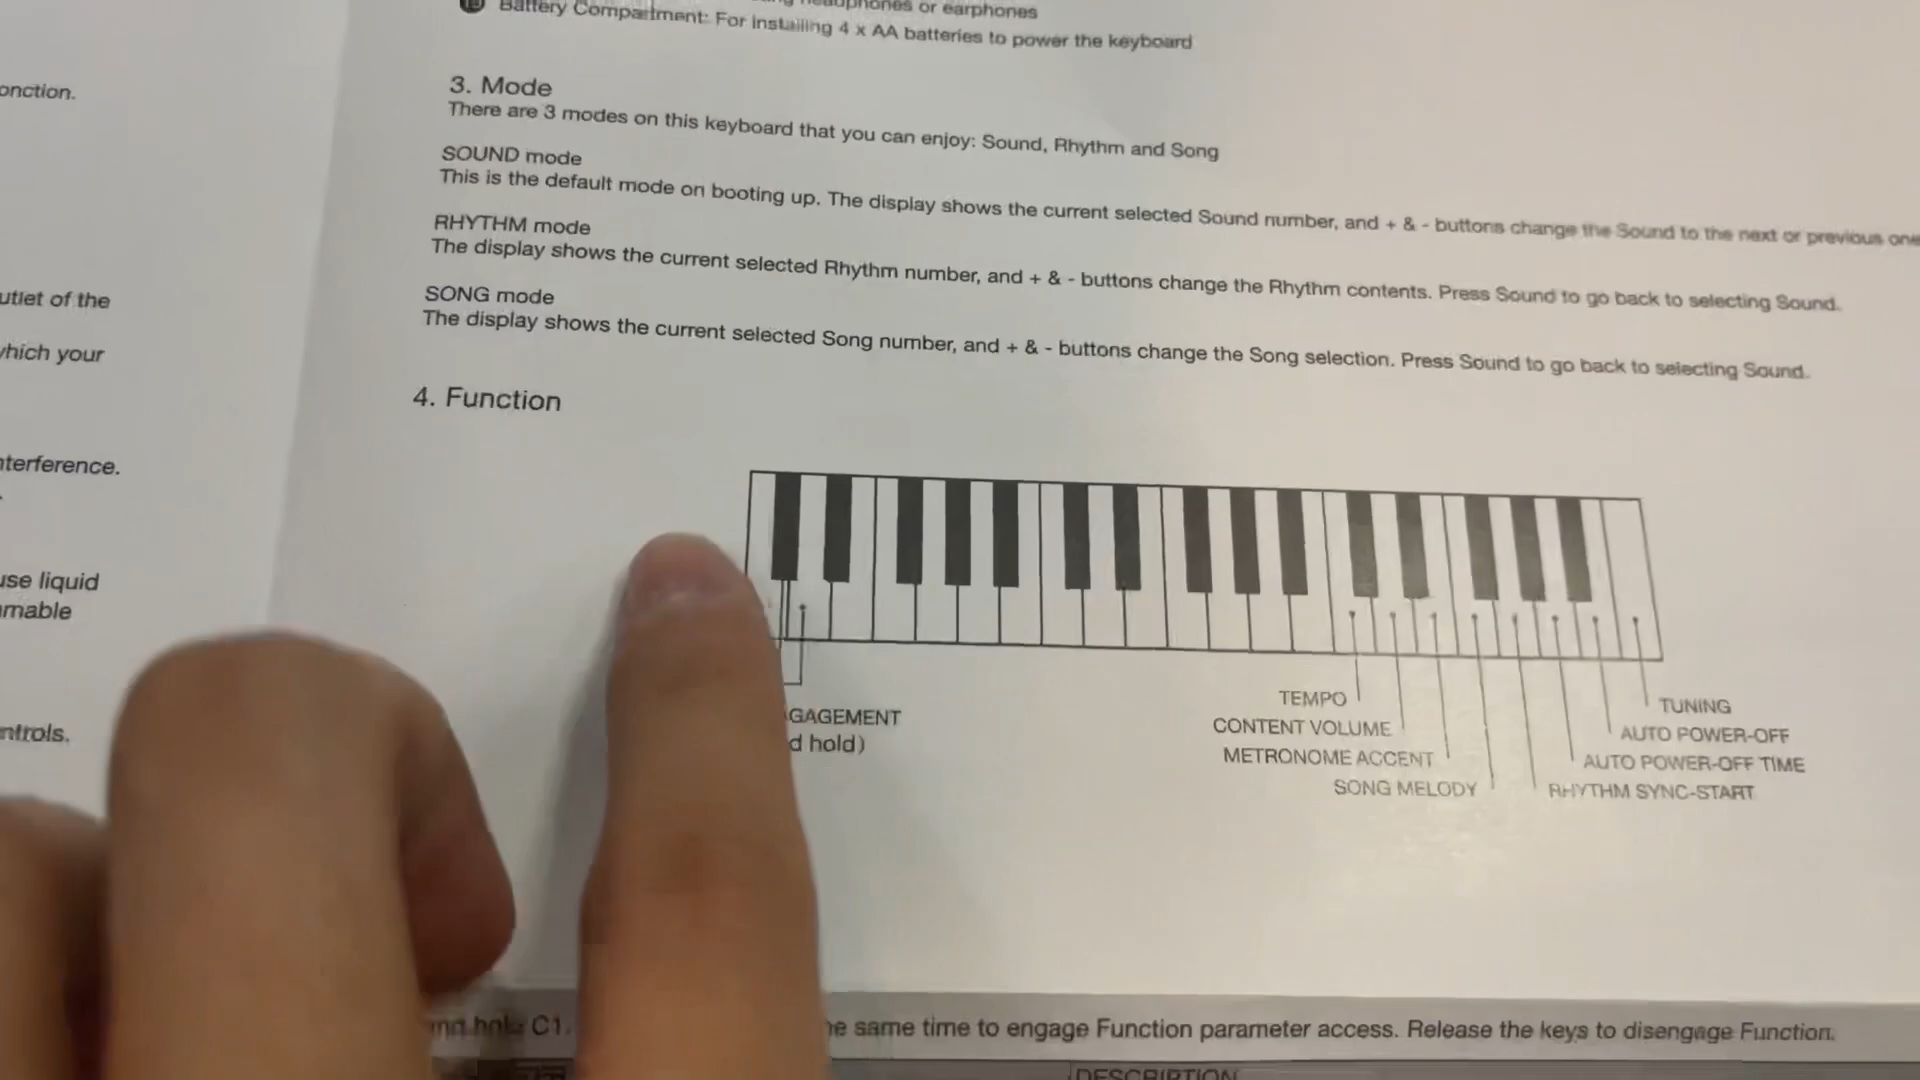 headphones or earphones
Battery Compartment: For installing 4 x AA batteries to power the keyboard
3. Mode
There are 3 modes on this keyboard that you can enjoy: Sound, Rhythm and Song
SOUND mode
This is the default mode on booting up. The display shows the current selected Sound number, and + & - buttons change the Sound to the next or previous one
RHYTHM mode
The display shows the current selected Rhythm number, and + & - buttons change the Rhythm contents. Press Sound to go back to selecting Sound.
SONG mode
The display shows the current selected Song number, and + & - buttons change the Song selection. Press Sound to go back to selecting Sound.
4. Function
GAGEMENT
d hold)
TEMPO
CONTENT VOLUME
METRONOME ACCENT
SONG MELODY
TUNING
AUTO POWER-OFF
AUTO POWER-OFF TIME
RHYTHM SYNC-START
C1,
same time to engage Function parameter access. Release the keys to disengage Function.
DESCRIPTION
onction.
utlet of the
which your
nterference.
use liquid
mable
ntrols.